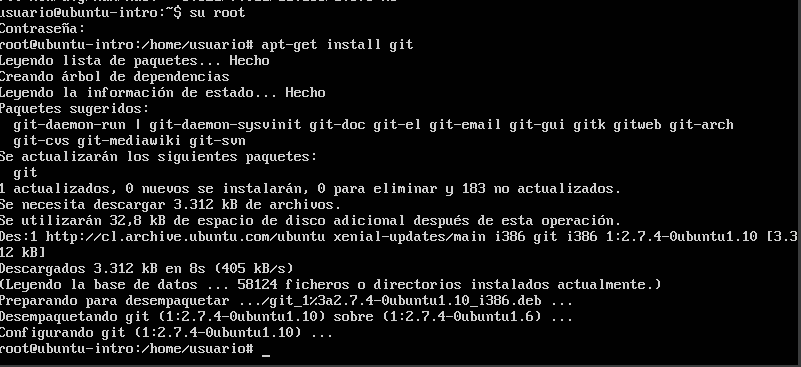 usuario@ubuntu-intro:~$ su root
Contraseña:
root@ubuntu-intro:/home/usuario# apt-get install git
Leyendo lista de paquetes... Hecho
Creando árbol de dependencias
Leyendo la información de estado... Hecho
Paquetes sugeridos:
  git-daemon-run | git-daemon-sysvinit git-doc git-el git-email git-gui gitk gitweb git-arch
  git-cvs git-mediawiki git-svn
Se actualizarán los siguientes paquetes:
  git
1 actualizados, 0 nuevos se instalarán, 0 para eliminar y 183 no actualizados.
Se necesita descargar 3.312 kB de archivos.
Se utilizarán 32,8 kB de espacio de disco adicional después de esta operación.
Des:1 http://cl.archive.ubuntu.com/ubuntu xenial-updates/main i386 git i386 1:2.7.4-0ubuntu1.10 [3.3
12 kB]
Descargados 3.312 kB en 8s (405 kB/s)
(Leyendo la base de datos ... 58124 ficheros o directorios instalados actualmente.)
Preparando para desempaquetar .../git_1%3a2.7.4-0ubuntu1.10_i386.deb ...
Desempaquetando git (1:2.7.4-0ubuntu1.10) sobre (1:2.7.4-0ubuntu1.6) ...
Configurando git (1:2.7.4-0ubuntu1.10) ...
root@ubuntu-intro:/home/usuario# _